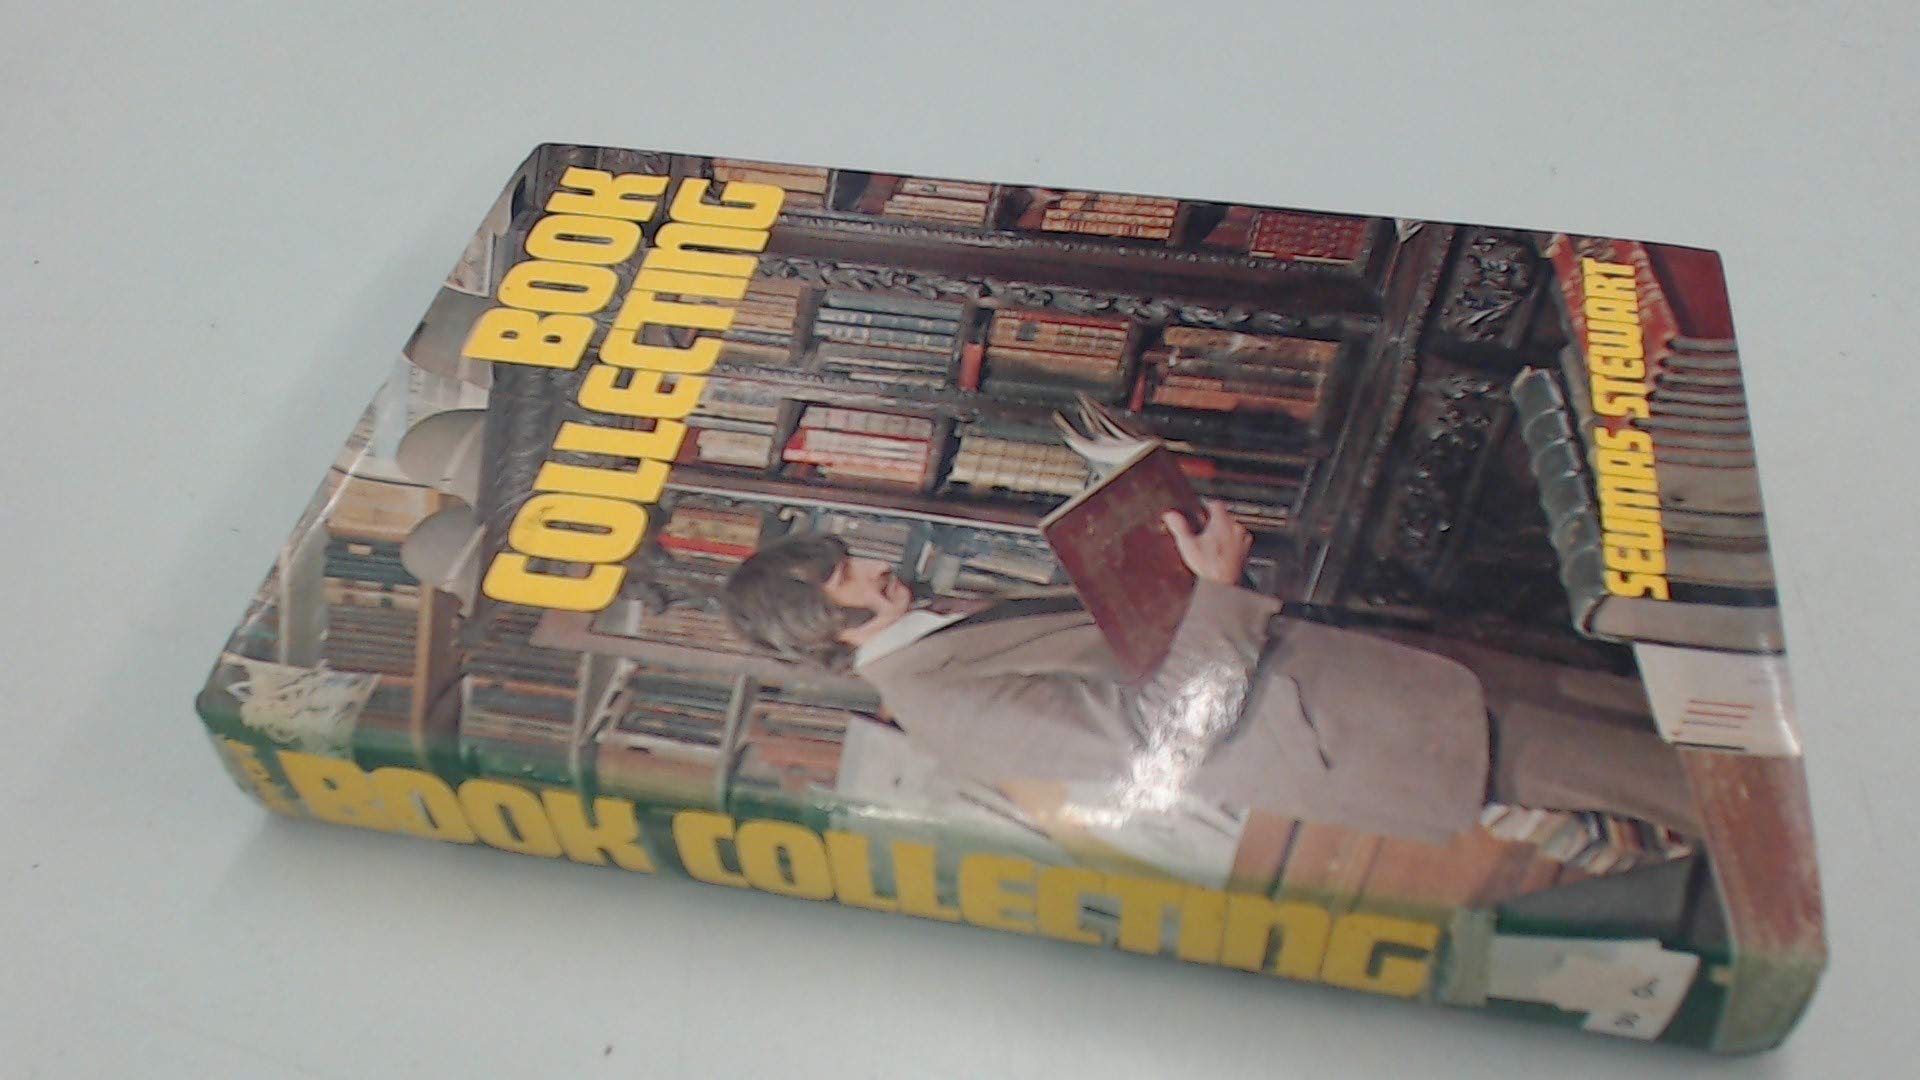 BOOK
COLLECTING
SEUMAS STEWART
BOOK COLLECTING